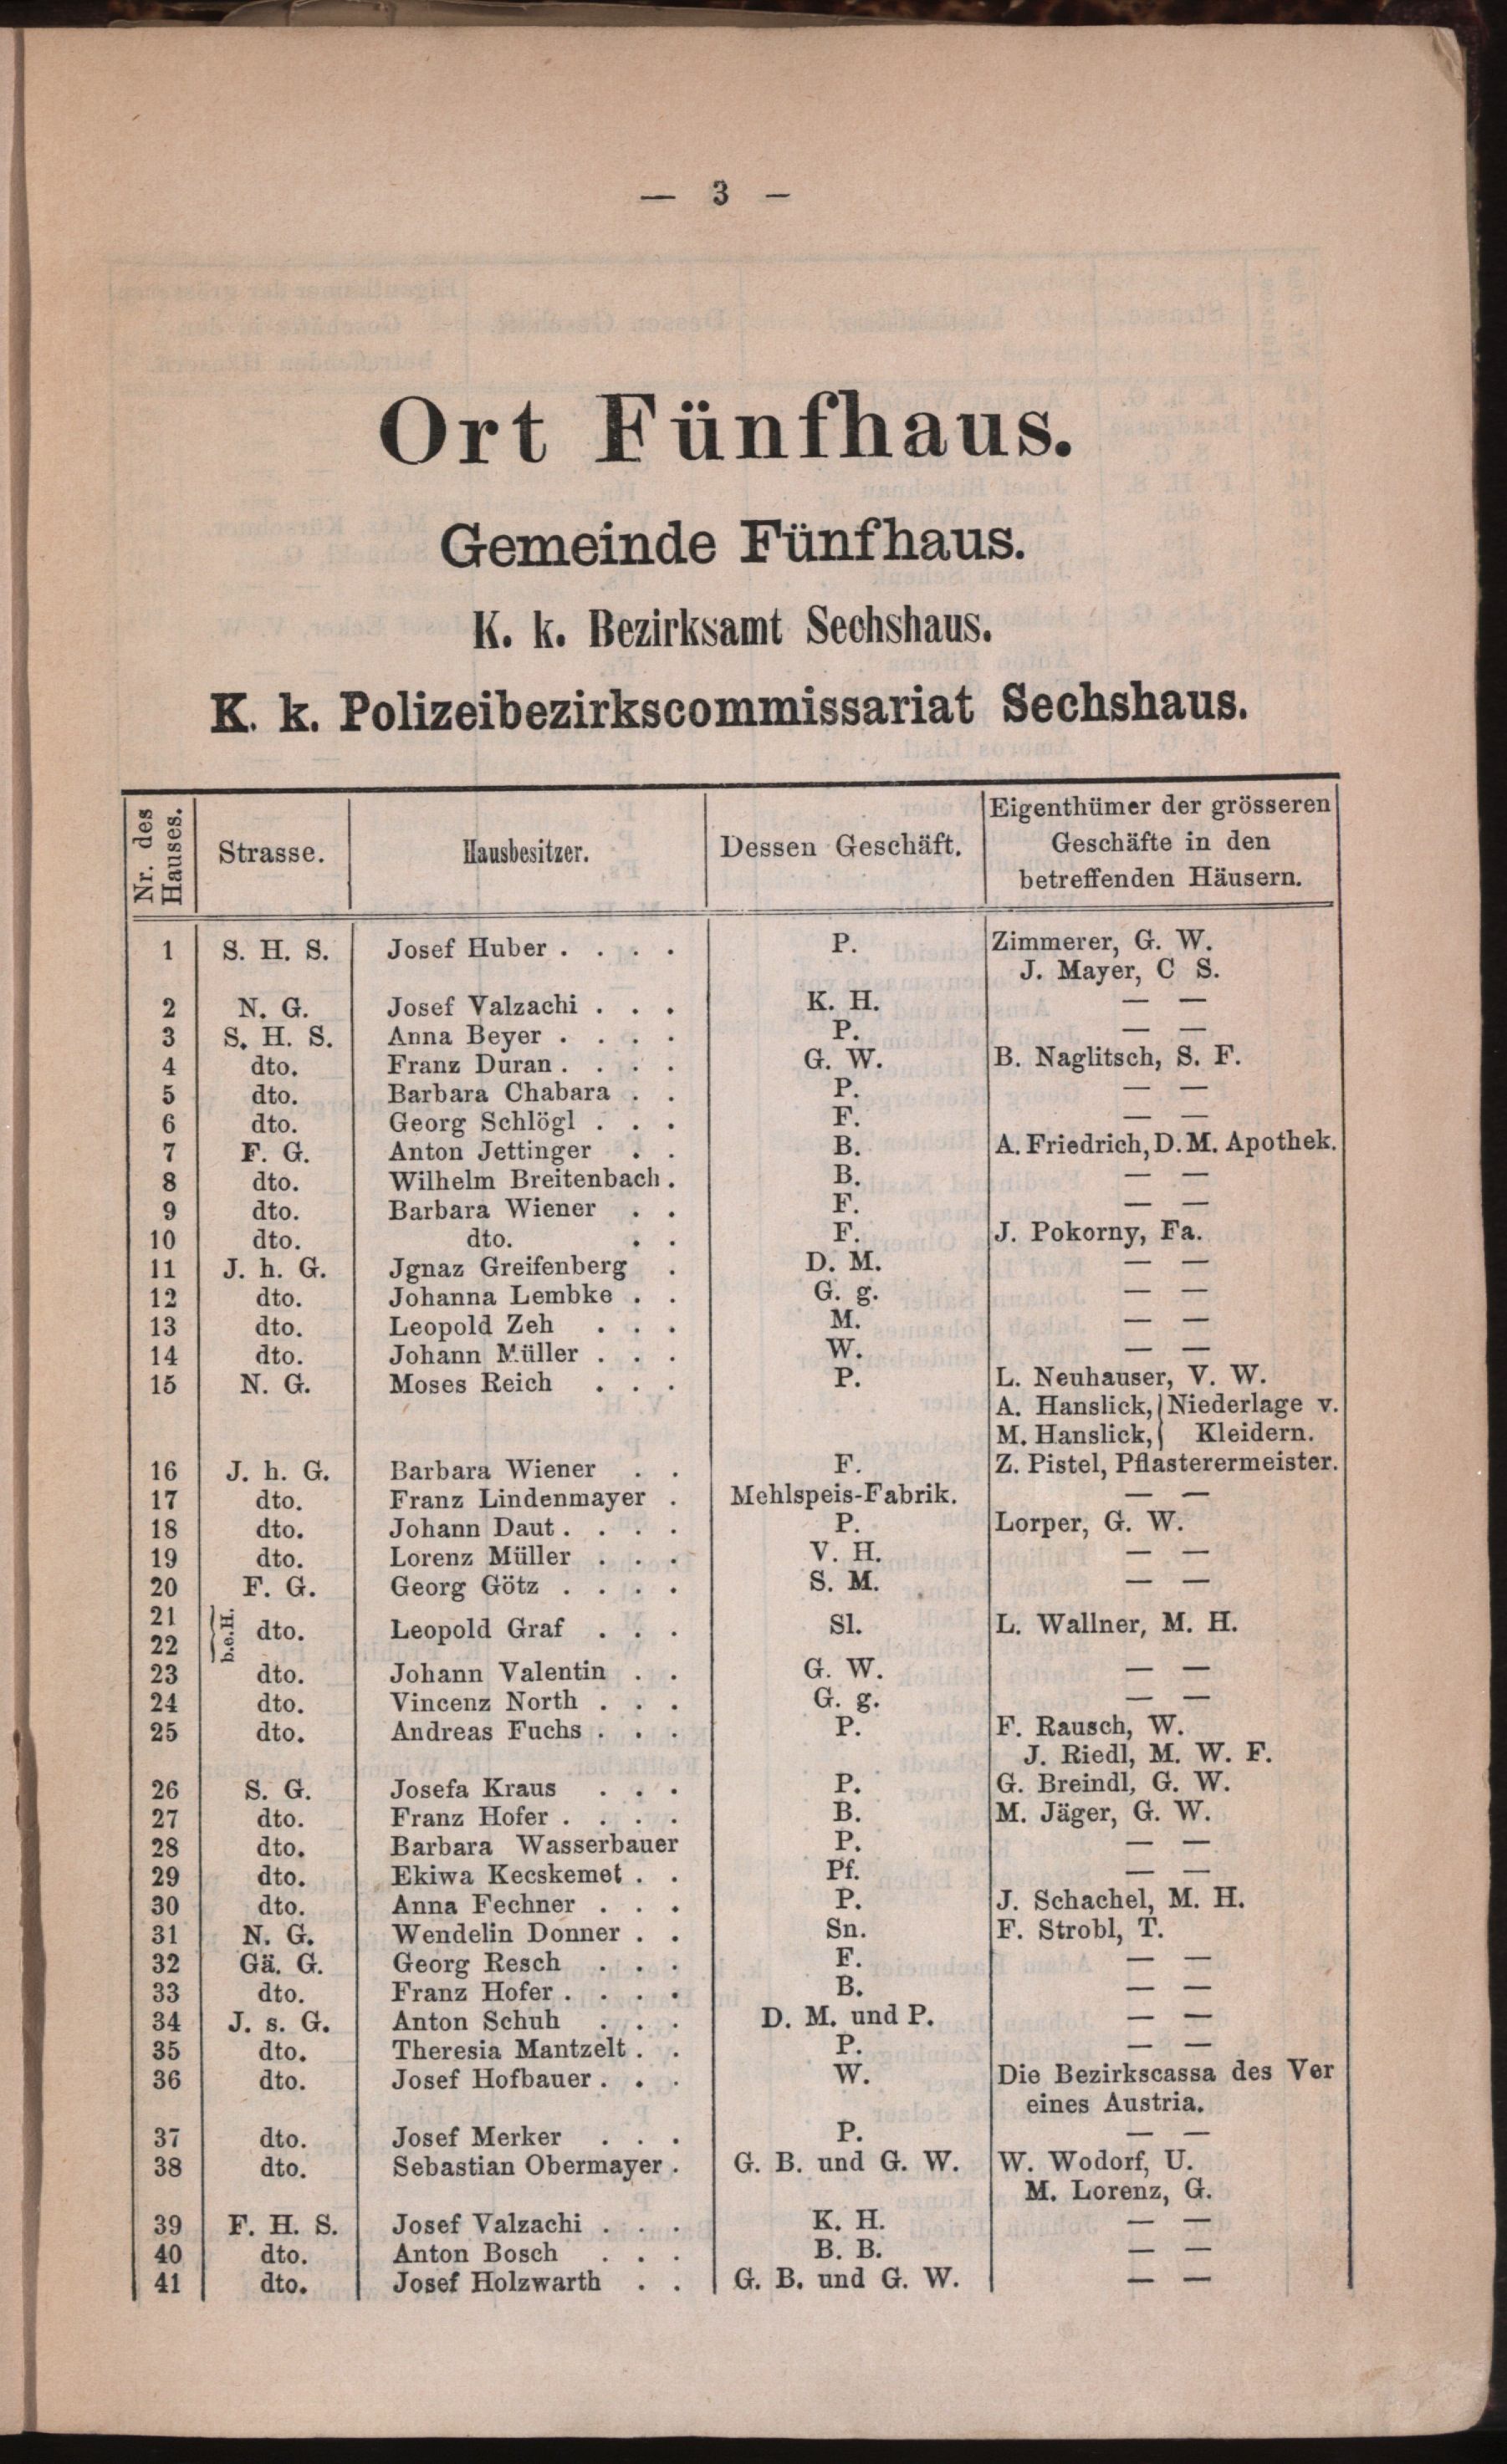 — 3 —
Ort Fünfhaus.
Gemeinde Fünfhaus.
K. k. Bezirksamt Sechshaus.
K. k. Polizeibezirkscommissariat Sechshaus.
Nr. des Hauses. Strasse. Hausbesitzer. Dessen Geschäft. Eigenthümer der grösseren Geschäfte in den betreffenden Häusern.
1 S. H. S. Josef Huber . . . . P. Zimmerer, G. W.
J. Mayer, C S.
2 N. G. Josef Valzachi . . . K. H. — —
3 S. H. S. Anna Beyer . . . . P. — —
4 dto. Franz Duran . . . . G. W. B. Naglitsch, S. F.
5 dto. Barbara Chabara . . P. — —
6 dto. Georg Schlögl . . . F. — —
7 F. G. Anton Jettinger . . B. A. Friedrich, D. M. Apothek.
8 dto. Wilhelm Breitenbach . B. — —
9 dto. Barbara Wiener . . F. — —
10 dto. dto. . . F. J. Pokorny, Fa.
11 J. h. G. Jgnaz Greifenberg . D. M. — —
12 dto. Johanna Lembke . . G. g. — —
13 dto. Leopold Zeh . . . M. — —
14 dto. Johann Müller . . . W. — —
15 N. G. Moses Reich . . . P. L. Neuhauser, V. W.
A. Hanslick, } Niederlage v.
M. Hanslick, } Kleidern.
16 J. h. G. Barbara Wiener . . F. Z. Pistel, Pflasterermeister.
17 dto. Franz Lindenmayer . Mehlspeis-Fabrik. — —
18 dto. Johann Daut . . . . P. Lorper, G. W.
19 dto. Lorenz Müller . . . V. H. — —
20 F. G. Georg Götz . . . . S. M. — —
21
22 } b.e.H. dto. Leopold Graf . . . Sl. L. Wallner, M. H.
23 dto. Johann Valentin . . G. W. — —
24 dto. Vincenz North . . . G. g. — —
25 dto. Andreas Fuchs . . . P. F. Rausch, W.
J. Riedl, M. W. F.
26 S. G. Josefa Kraus . . . P. G. Breindl, G. W.
27 dto. Franz Hofer . . . . B. M. Jäger, G. W.
28 dto. Barbara Wasserbauer P. — —
29 dto. Ekiwa Kecskemet . . Pf. — —
30 dto. Anna Fechner . . . P. J. Schachel, M. H.
31 N. G. Wendelin Donner . . Sn. F. Strobl, T.
32 Gä. G. Georg Resch . . . F. — —
33 dto. Franz Hofer . . . . B. — —
34 J. s. G. Anton Schuh . . . D. M. und P. — —
35 dto. Theresia Mantzelt . . P. — —
36 dto. Josef Hofbauer . . . W. Die Bezirkscassa des Ver
eines Austria.
37 dto. Josef Merker . . . P. — —
38 dto. Sebastian Obermayer . G. B. und G. W. W. Wodorf, U.
M. Lorenz, G.
39 F. H. S. Josef Valzachi . . . K. H. — —
40 dto. Anton Bosch . . . B. B. — —
41 dto. Josef Holzwarth . . G. B. und G. W. — —